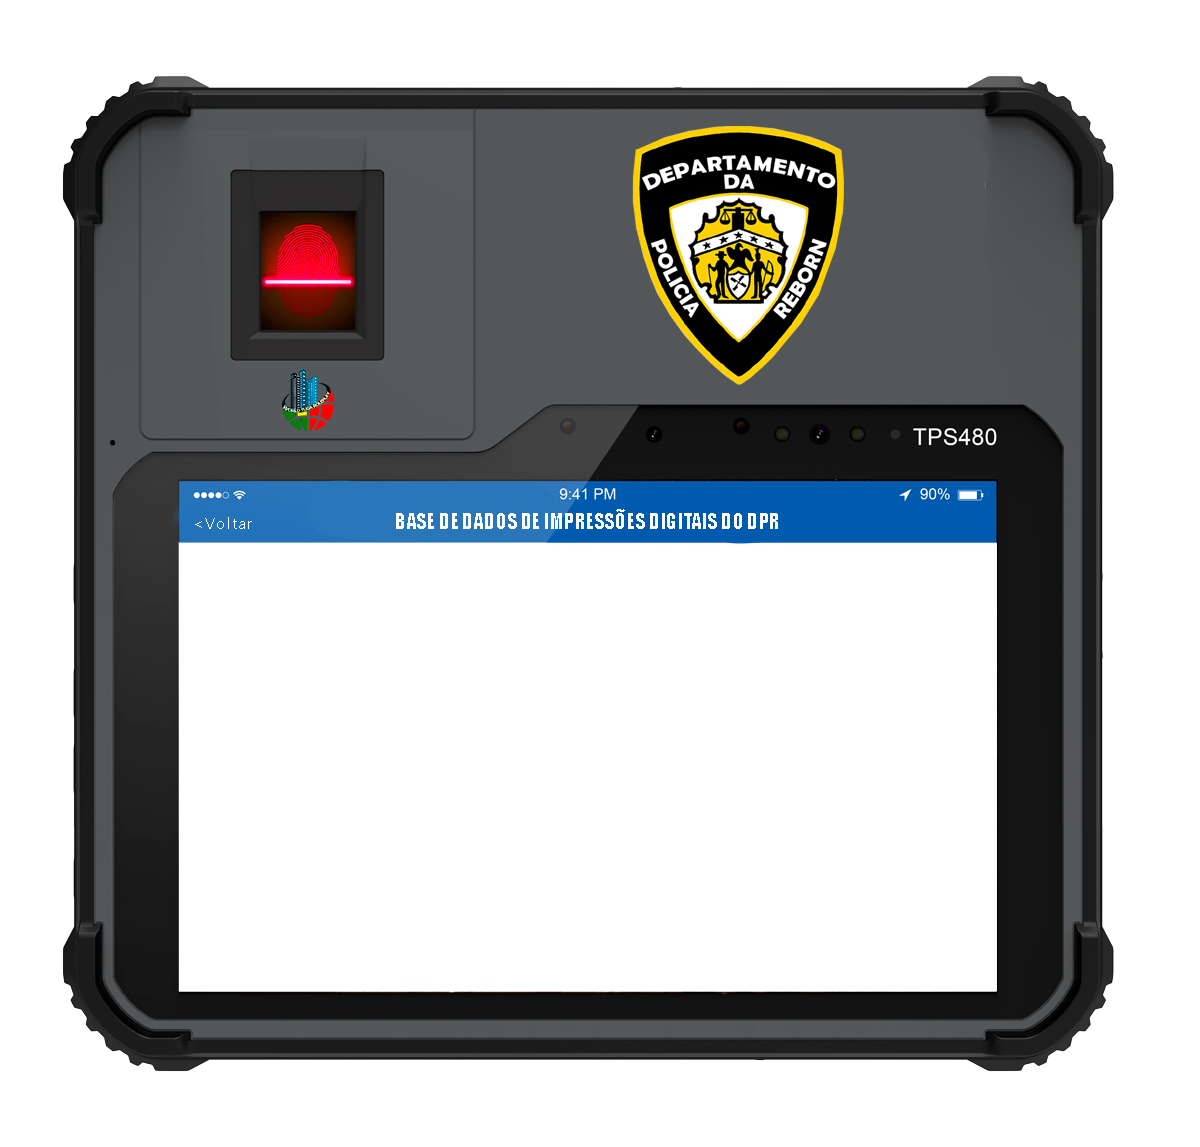 DEPARTAMENTO
DA
POLICIA
REBORN
TPS480
9:41 PM
90%
<Voltar
BASE DE DADOS DE IMPRESSÕES DIGITAIS DO DPR